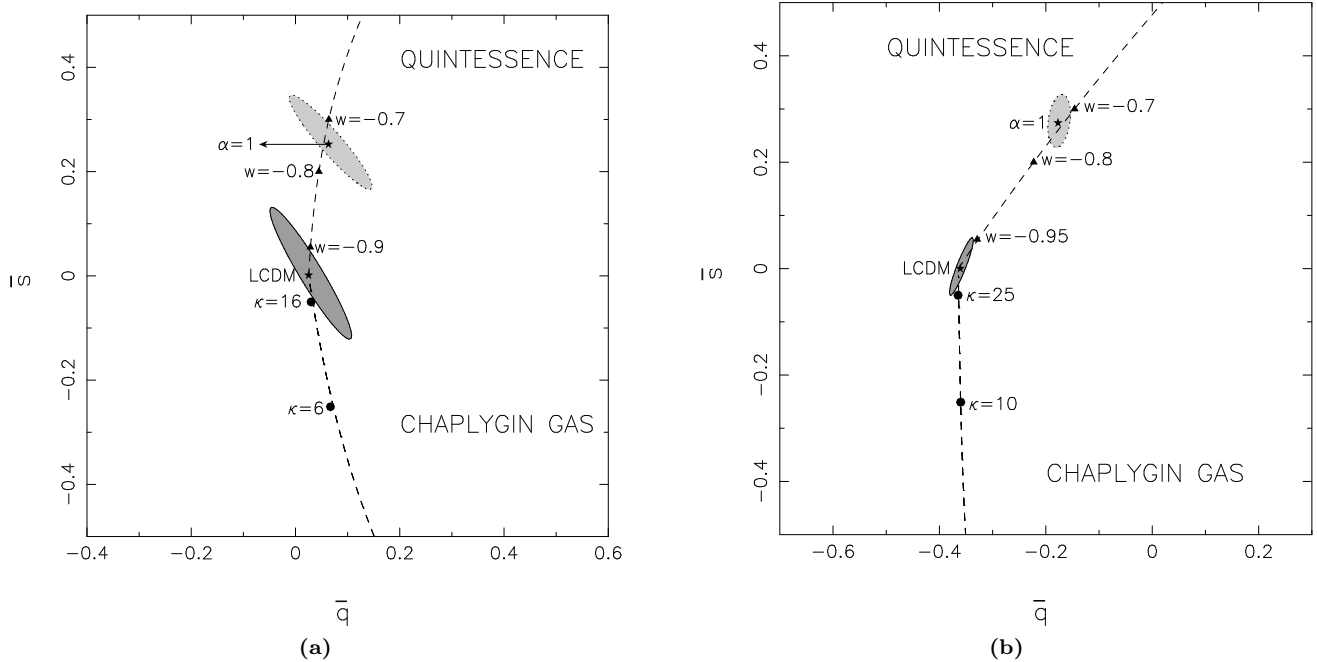 QUINTESSENCE
w=−0.7
α=1
w=−0.8
w=−0.9
LCDM
κ=16
κ=6
CHAPLYGIN GAS
0.4
0.2
0
−0.2
−0.4
s̅
−0.4 −0.2 0 0.2 0.4 0.6
q̅
(a)
QUINTESSENCE
w=−0.7
α=1
w=−0.8
w=−0.95
LCDM
κ=25
κ=10
CHAPLYGIN GAS
0.4
0.2
0
−0.2
−0.4
s̅
−0.6 −0.4 −0.2 0 0.2
q̅
(b)